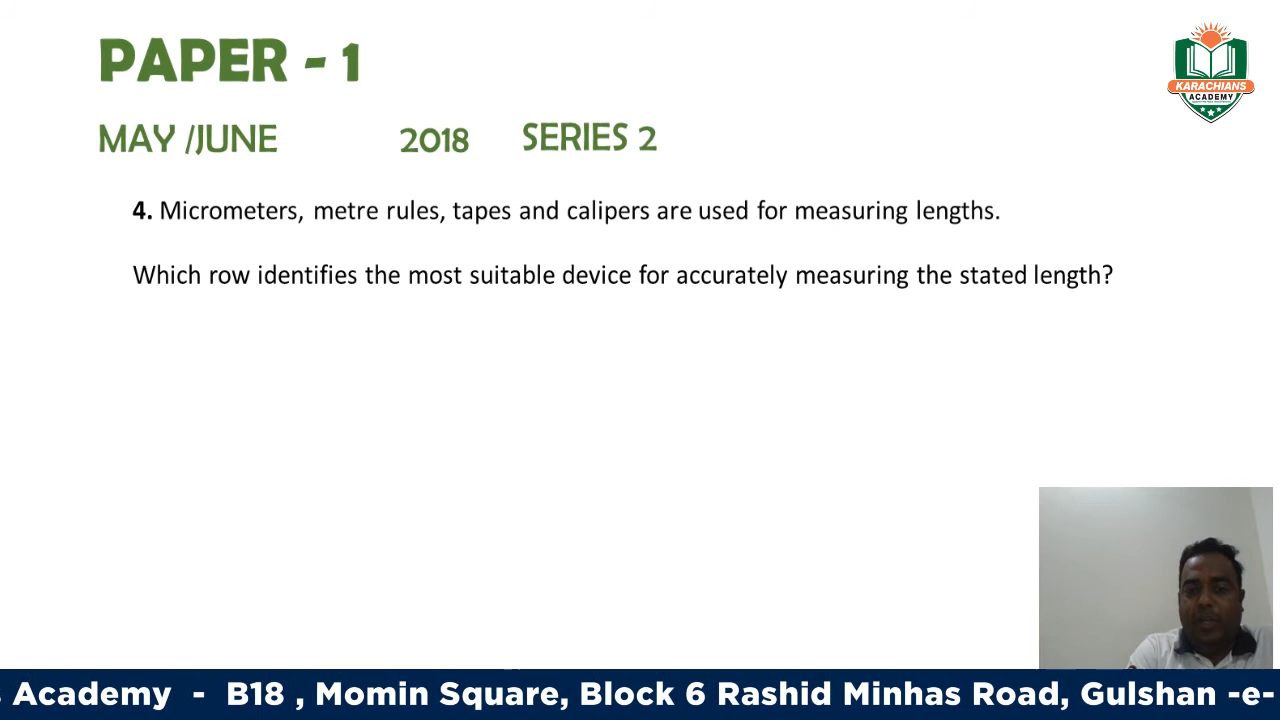 PAPER - 1
KARACHIANS
ACADEMY
MAY /JUNE 2018 SERIES 2
4. Micrometers, metre rules, tapes and calipers are used for measuring lengths.
Which row identifies the most suitable device for accurately measuring the stated length?
s Academy - B18 , Momin Square, Block 6 Rashid Minhas Road, Gulshan -e-